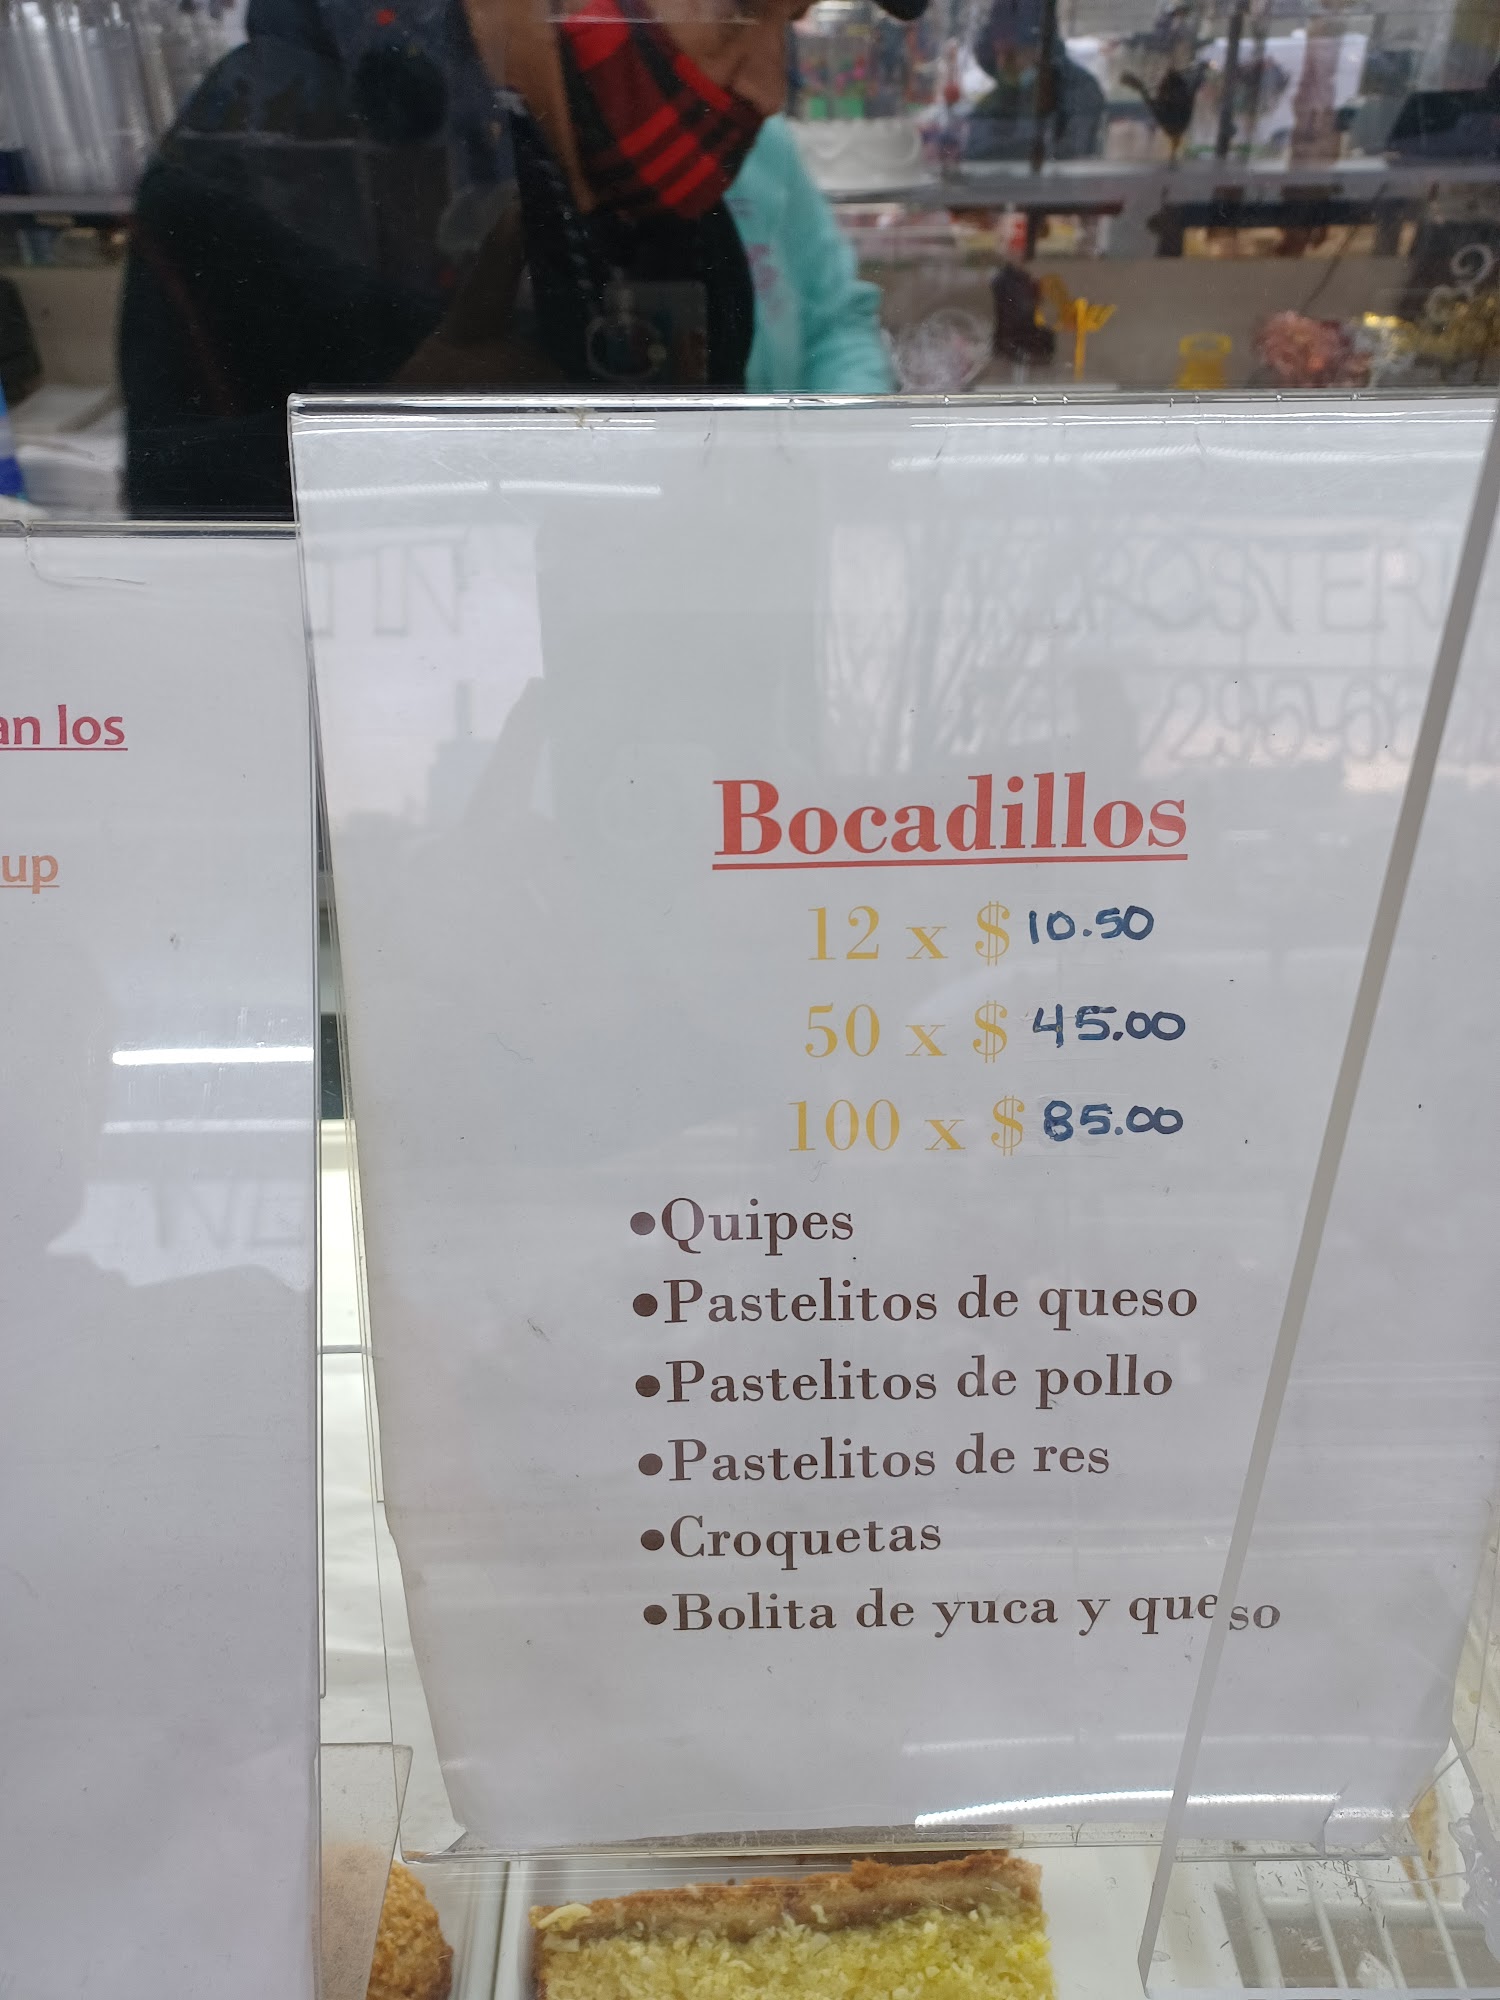 an los
up
Bocadillos
12 x $ 10.50
50 x $ 45.00
100 x $ 85.00
•Quipes
•Pastelitos de queso
•Pastelitos de pollo
•Pastelitos de res
•Croquetas
•Bolita de yuca y queso